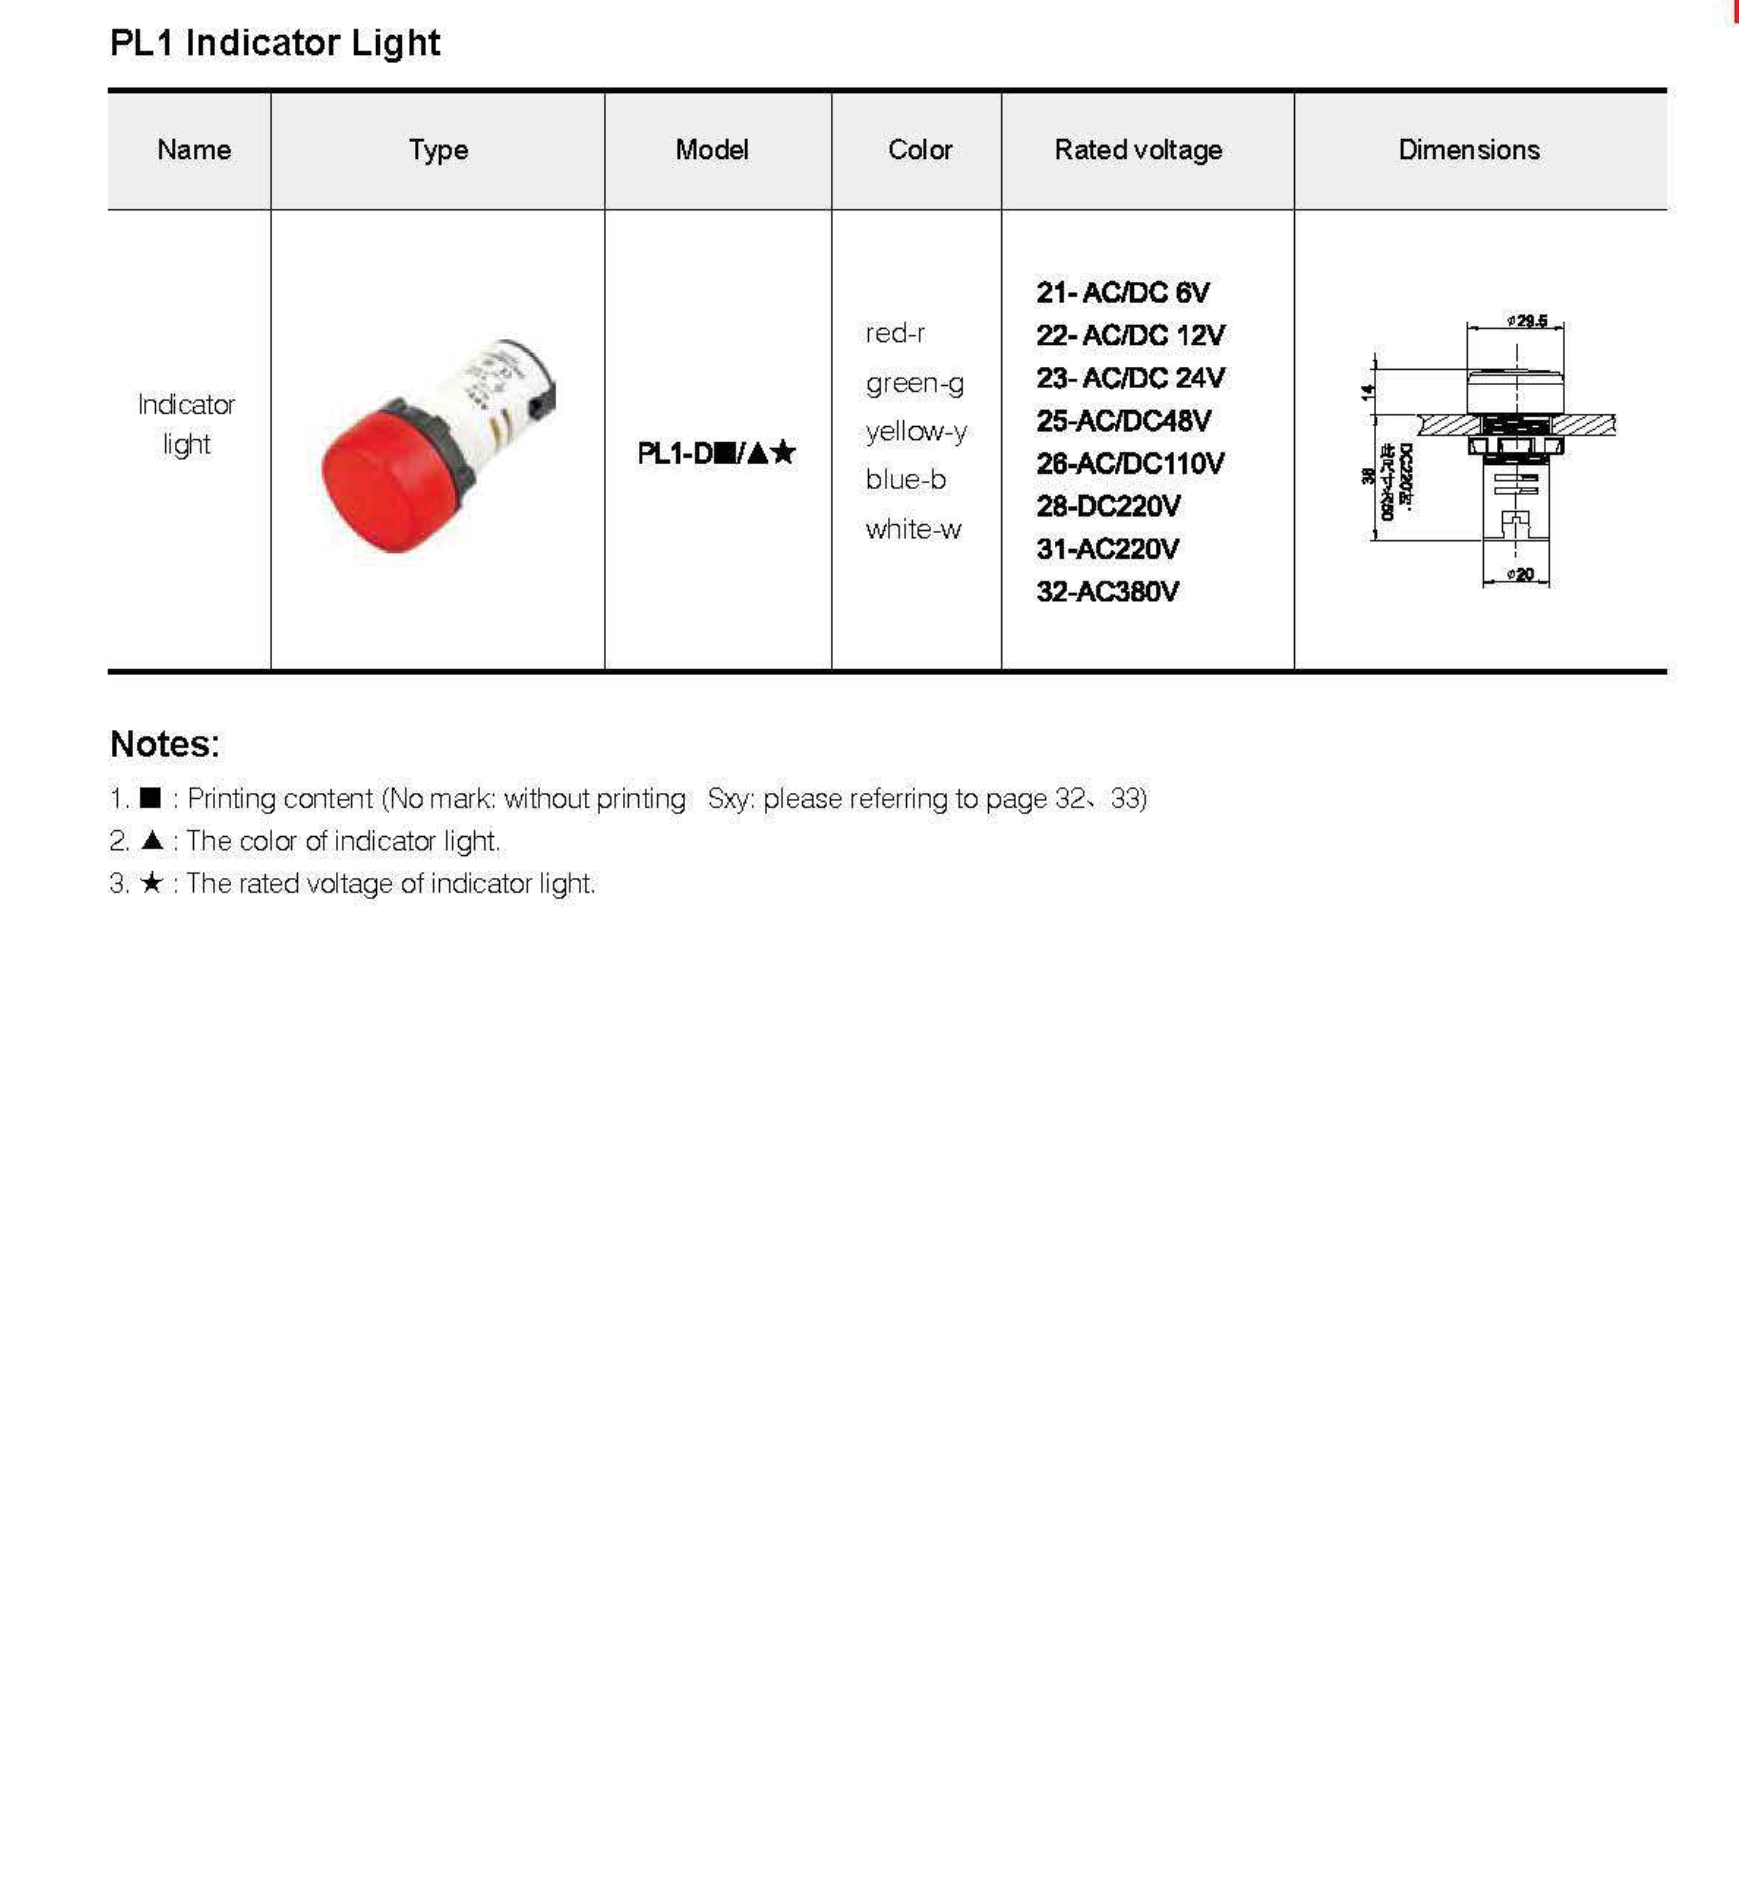 PL1 Indicator Light
Name Type Model Color Rated voltage Dimensions
Indicator
light
PL1-D■/▲★
red-r
green-g
yellow-y
blue-b
white-w
21- AC/DC 6V
22- AC/DC 12V
23- AC/DC 24V
25-AC/DC48V
26-AC/DC110V
28-DC220V
31-AC220V
32-AC380V
ø29.5
14
38
ø20
Notes:
1. ■ : Printing content (No mark: without printing Sxy: please referring to page 32、33)
2. ▲ : The color of indicator light.
3. ★ : The rated voltage of indicator light.